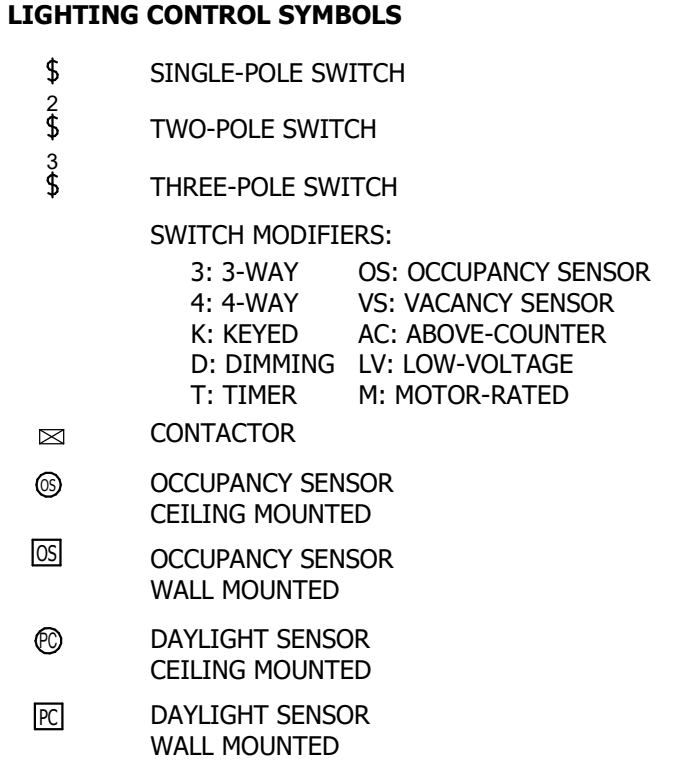 LIGHTING CONTROL SYMBOLS
$ SINGLE-POLE SWITCH
2
$ TWO-POLE SWITCH
3
$ THREE-POLE SWITCH
SWITCH MODIFIERS:
3: 3-WAY OS: OCCUPANCY SENSOR
4: 4-WAY VS: VACANCY SENSOR
K: KEYED AC: ABOVE-COUNTER
D: DIMMING LV: LOW-VOLTAGE
T: TIMER M: MOTOR-RATED
CONTACTOR
OS OCCUPANCY SENSOR
CEILING MOUNTED
OS OCCUPANCY SENSOR
WALL MOUNTED
PC DAYLIGHT SENSOR
CEILING MOUNTED
PC DAYLIGHT SENSOR
WALL MOUNTED